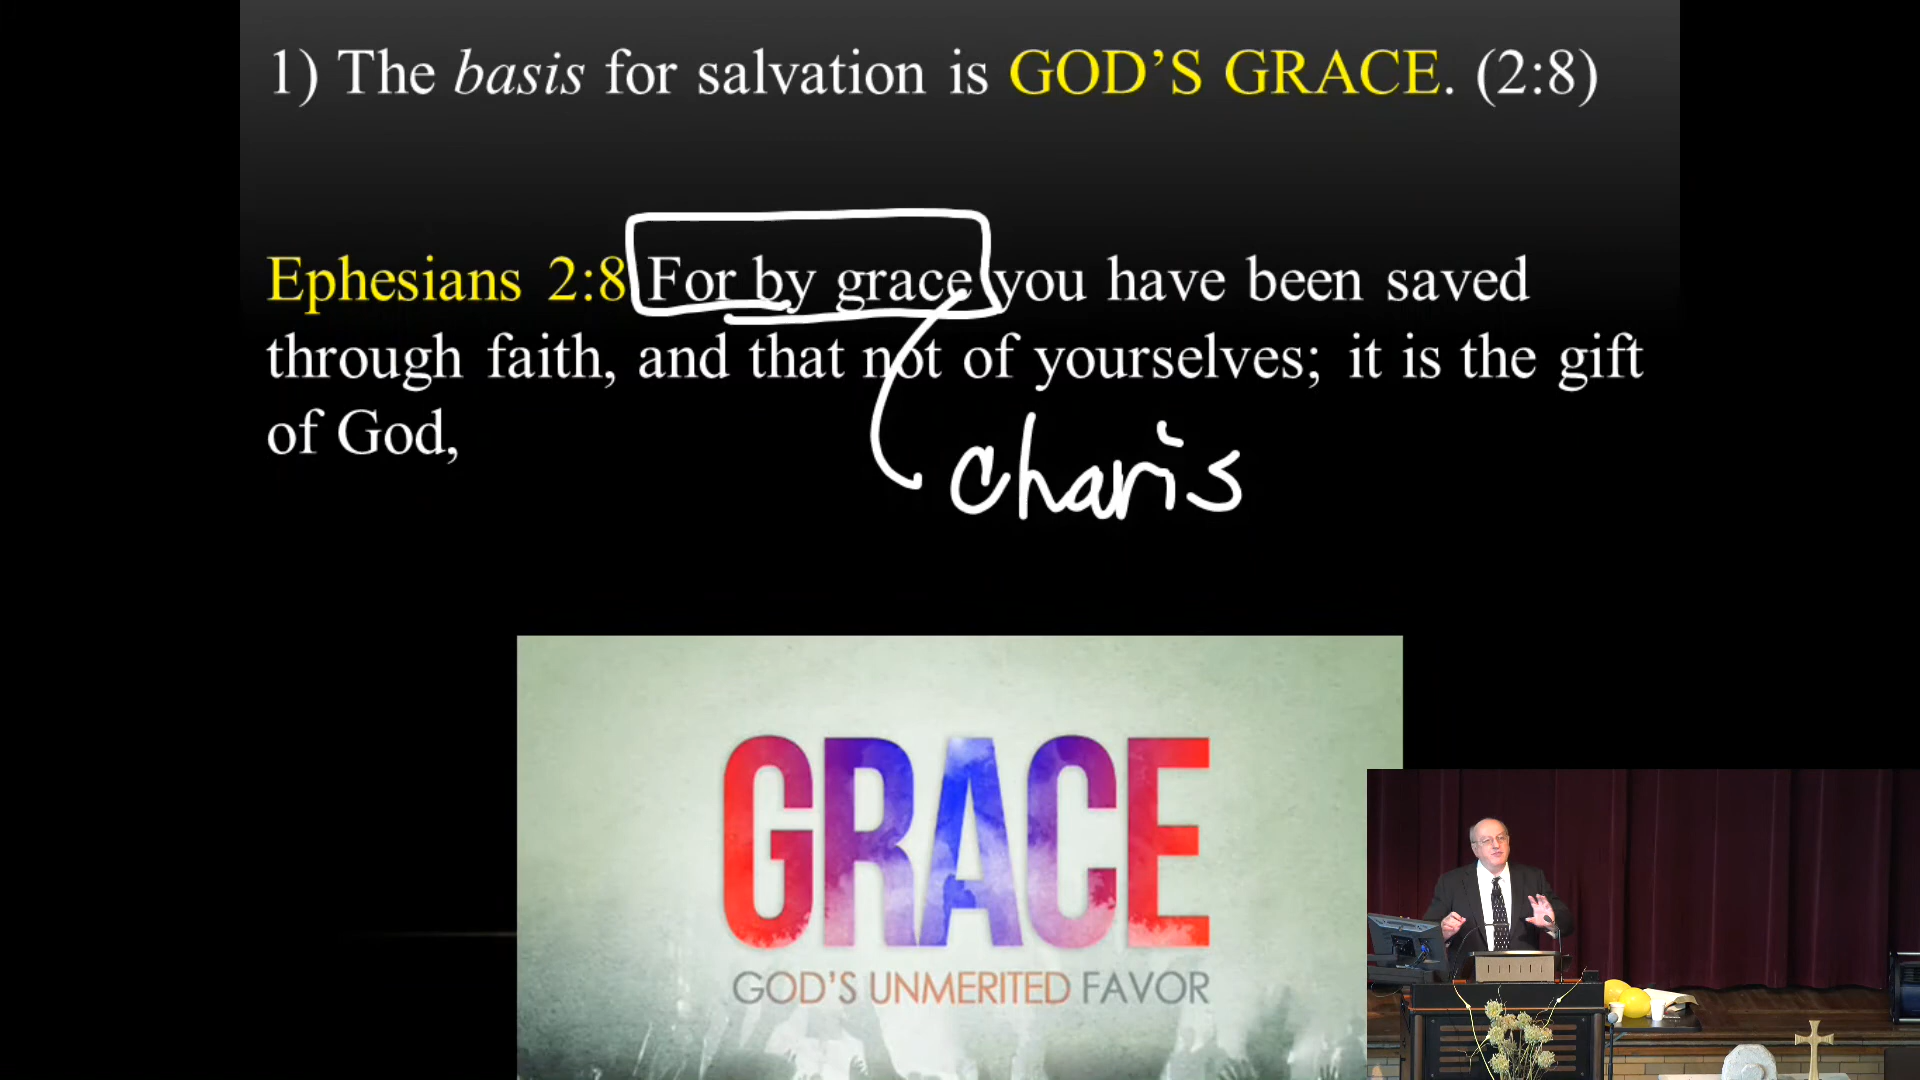 1) The basis for salvation is GOD’S GRACE. (2:8)
Ephesians 2:8 For by grace you have been saved
through faith, and that not of yourselves; it is the gift
of God,
charis
GRACE
GOD'S UNMERITED FAVOR